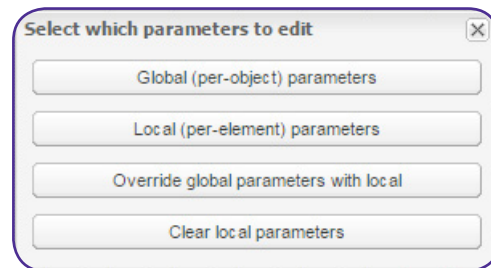 Select which parameters to edit
Global (per-object) parameters
Local (per-element) parameters
Override global parameters with local
Clear local parameters